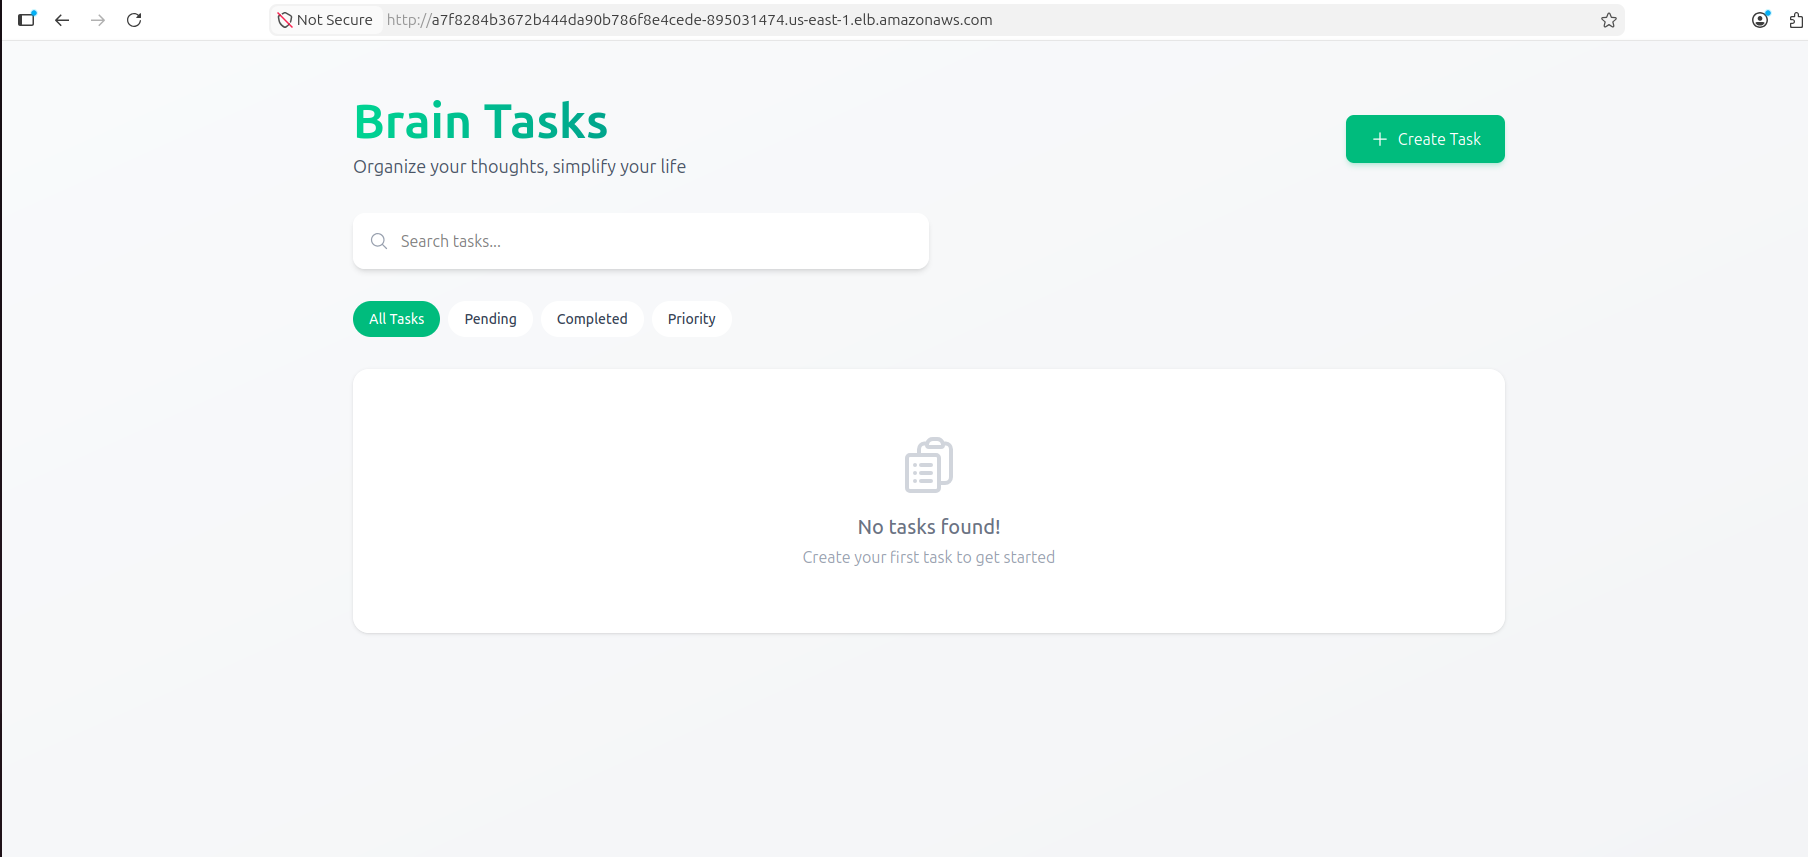 Not Secure http://a7f8284b3672b444da90b786f8e4cede-895031474.us-east-1.elb.amazonaws.com
Brain Tasks
Organize your thoughts, simplify your life
Create Task
Search tasks...
All Tasks Pending Completed Priority
No tasks found!
Create your first task to get started